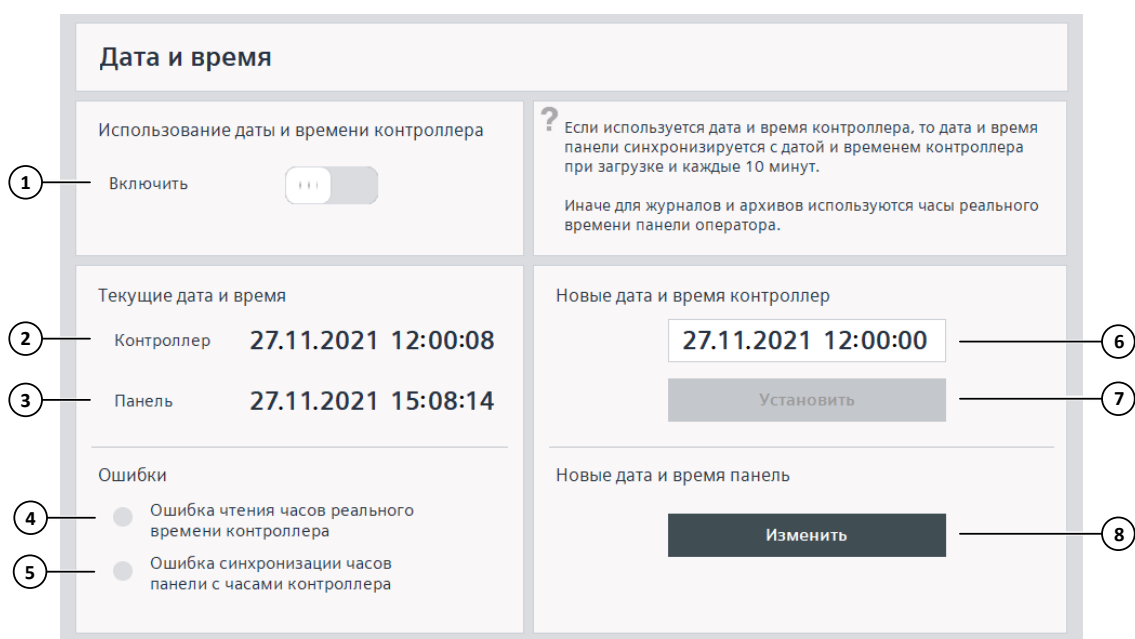 Дата и время
Использование даты и времени контроллера
1
Включить
?
Если используется дата и время контроллера, то дата и время
панели синхронизируется с датой и временем контроллера
при загрузке и каждые 10 минут.
Иначе для журналов и архивов используются часы реального
времени панели оператора.
Текущие дата и время
2
Контроллер 27.11.2021 12:00:08
3
Панель 27.11.2021 15:08:14
Ошибки
4
Ошибка чтения часов реального
времени контроллера
5
Ошибка синхронизации часов
панели с часами контроллера
Новые дата и время контроллер
27.11.2021 12:00:00
6
Установить
7
Новые дата и время панель
Изменить
8